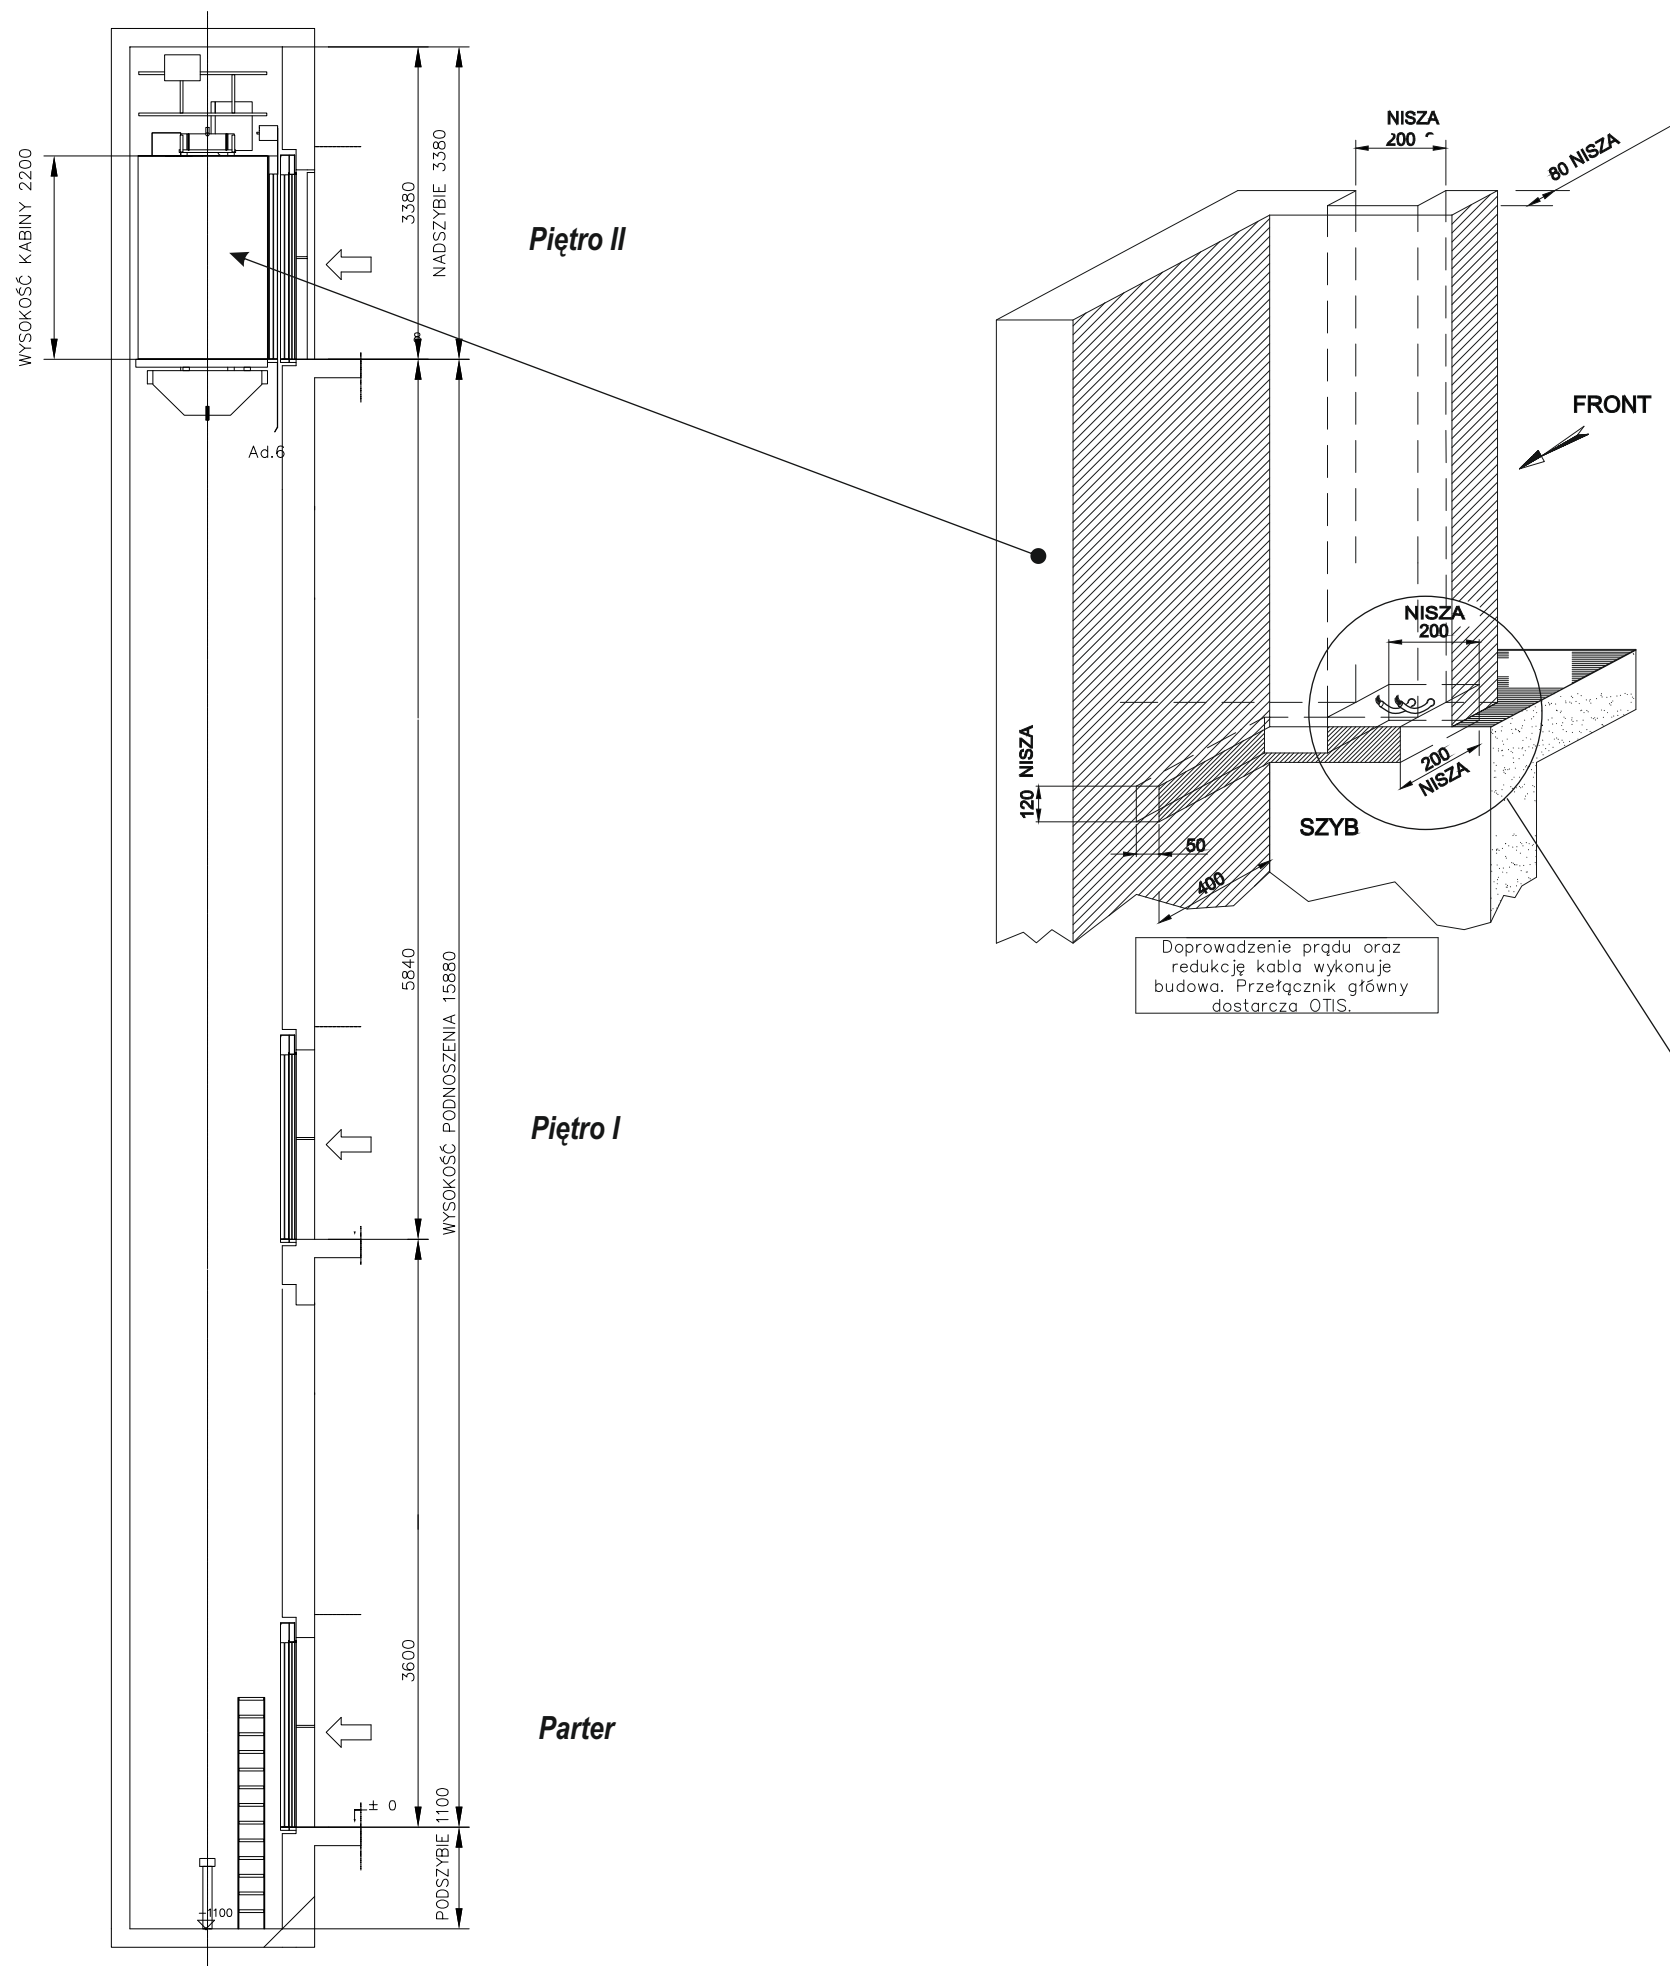 WYSOKOŚĆ KABINY 2200
3380
NADSZYBIE 3380
8
Ad.6
Piętro II
5840
WYSOKOŚĆ PODNOSZENIA 15880
Piętro I
3600
Parter
± 0
PODSZYBIE 1100
-1100
NISZA
200
80 NISZA
FRONT
NISZA
200
120 NISZA
200
NISZA
SZYB
50
400
Doprowadzenie prądu oraz
redukcję kabla wykonuje
budowa. Przełącznik główny
dostarcza OTIS.